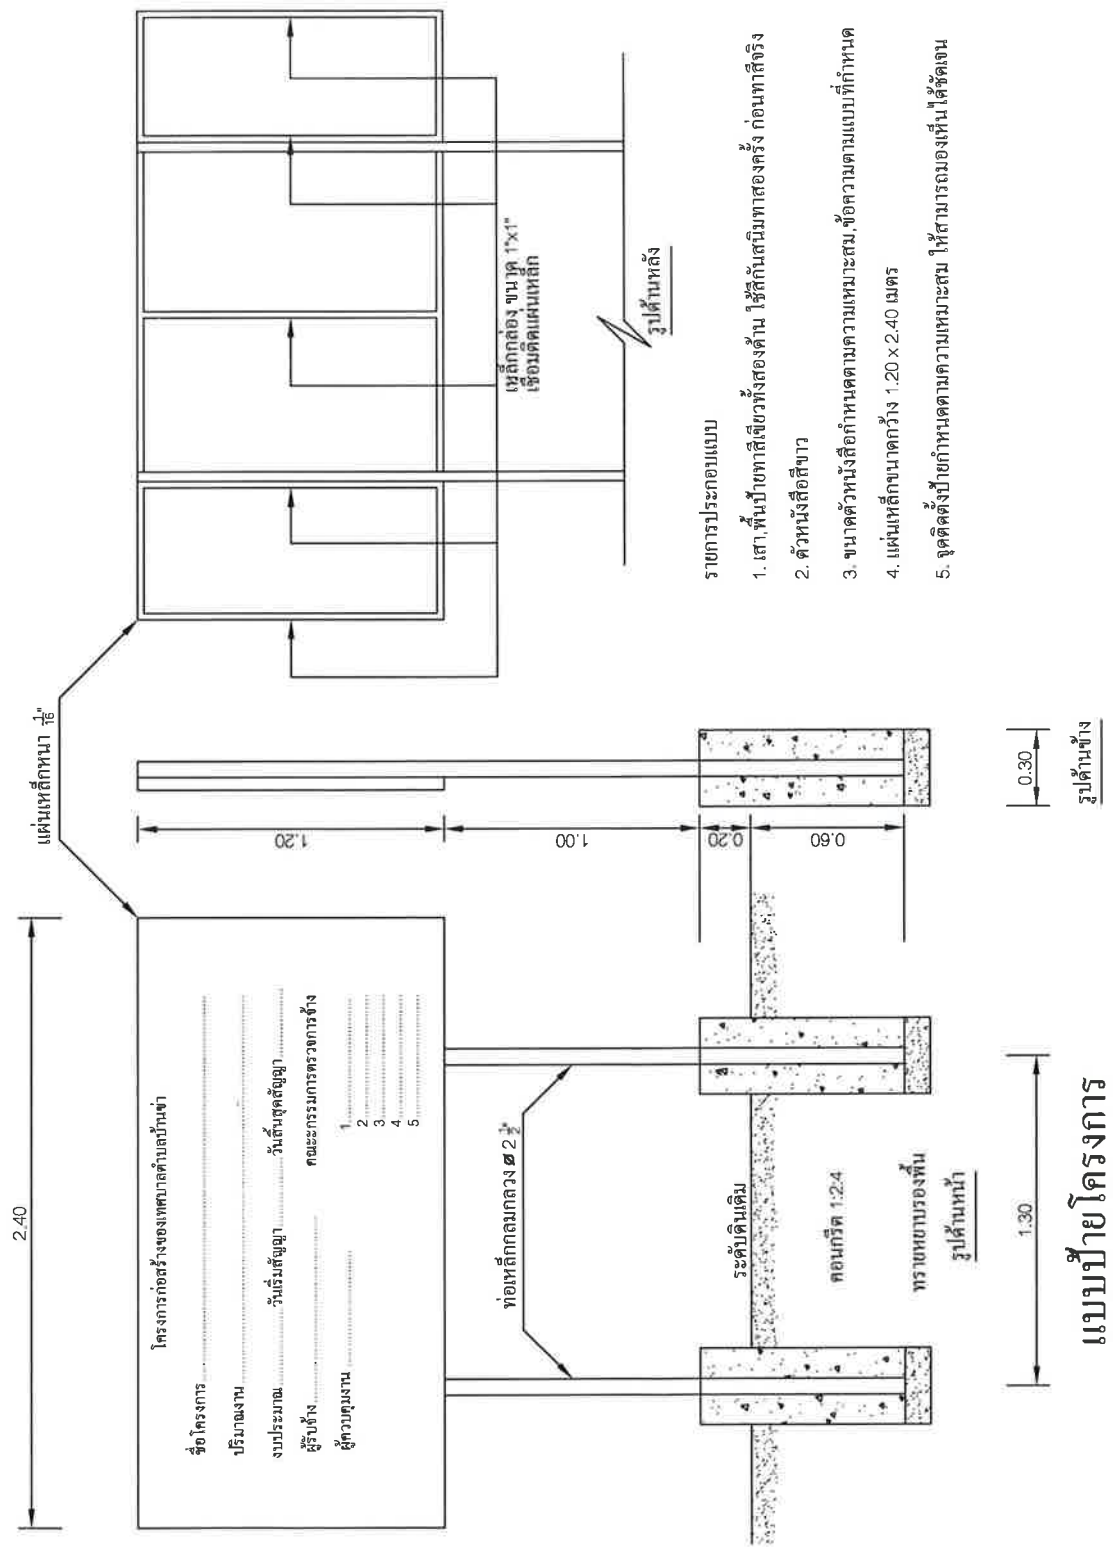 แผ่นเหล็กหนา 1/16"
2.40
โครงการก่อสร้างของเทศบาลตำบลบ้านข่า
ชื่อโครงการ
ปริมาณงาน
งบประมาณ วันเริ่มสัญญา วันสิ้นสุดสัญญา
ผู้รับจ้าง คณะกรรมการตรวจการจ้าง
ผู้ควบคุมงาน 1.
2
3
4
5
ท่อเหล็กกลมกลวง ø 2 1/2"
ระดับดินเดิม
คอนกรีต 1:2:4
ทรายหยาบรองพื้น
รูปด้านหน้า
1.30
1.20
1.00
0.20
0.60
0.30
รูปด้านข้าง
เหล็กกล่อง ขนาด 1"x1"
เชื่อมติดแผ่นเหล็ก
รูปด้านหลัง
รายการประกอบแบบ
1. เสา,พื้นป้ายทาสีเขียวทั้งสองด้าน ใช้สีกันสนิมทาสองครั้ง ก่อนทาสีจริง
2. ตัวหนังสือสีขาว
3. ขนาดตัวหนังสือกำหนดตามความเหมาะสม,ข้อความตามแบบที่กำหนด
4. แผ่นเหล็กขนาดกว้าง 1.20 x 2.40 เมตร
5. จุดติดตั้งป้ายกำหนดตามความเหมาะสม ให้สามารถมองเห็นได้ชัดเจน
แบบป้ายโครงการ